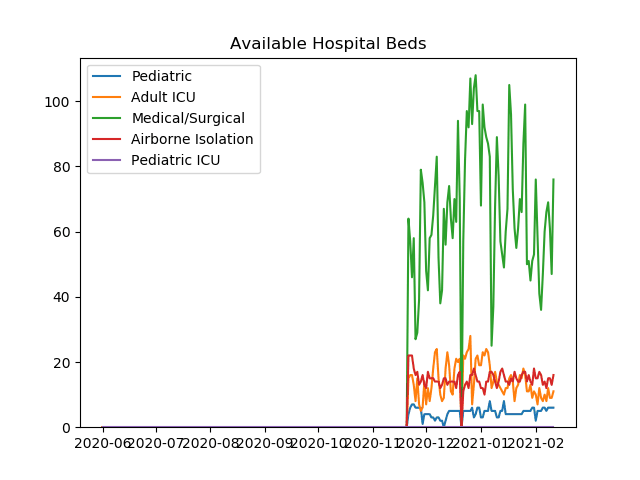 Available Hospital Beds
Pediatric
Adult ICU
Medical/Surgical
Airborne Isolation
Pediatric ICU
100
80
60
40
20
0
2020-06 2020-07 2020-08 2020-09 2020-10 2020-11 2020-12 2021-01 2021-02